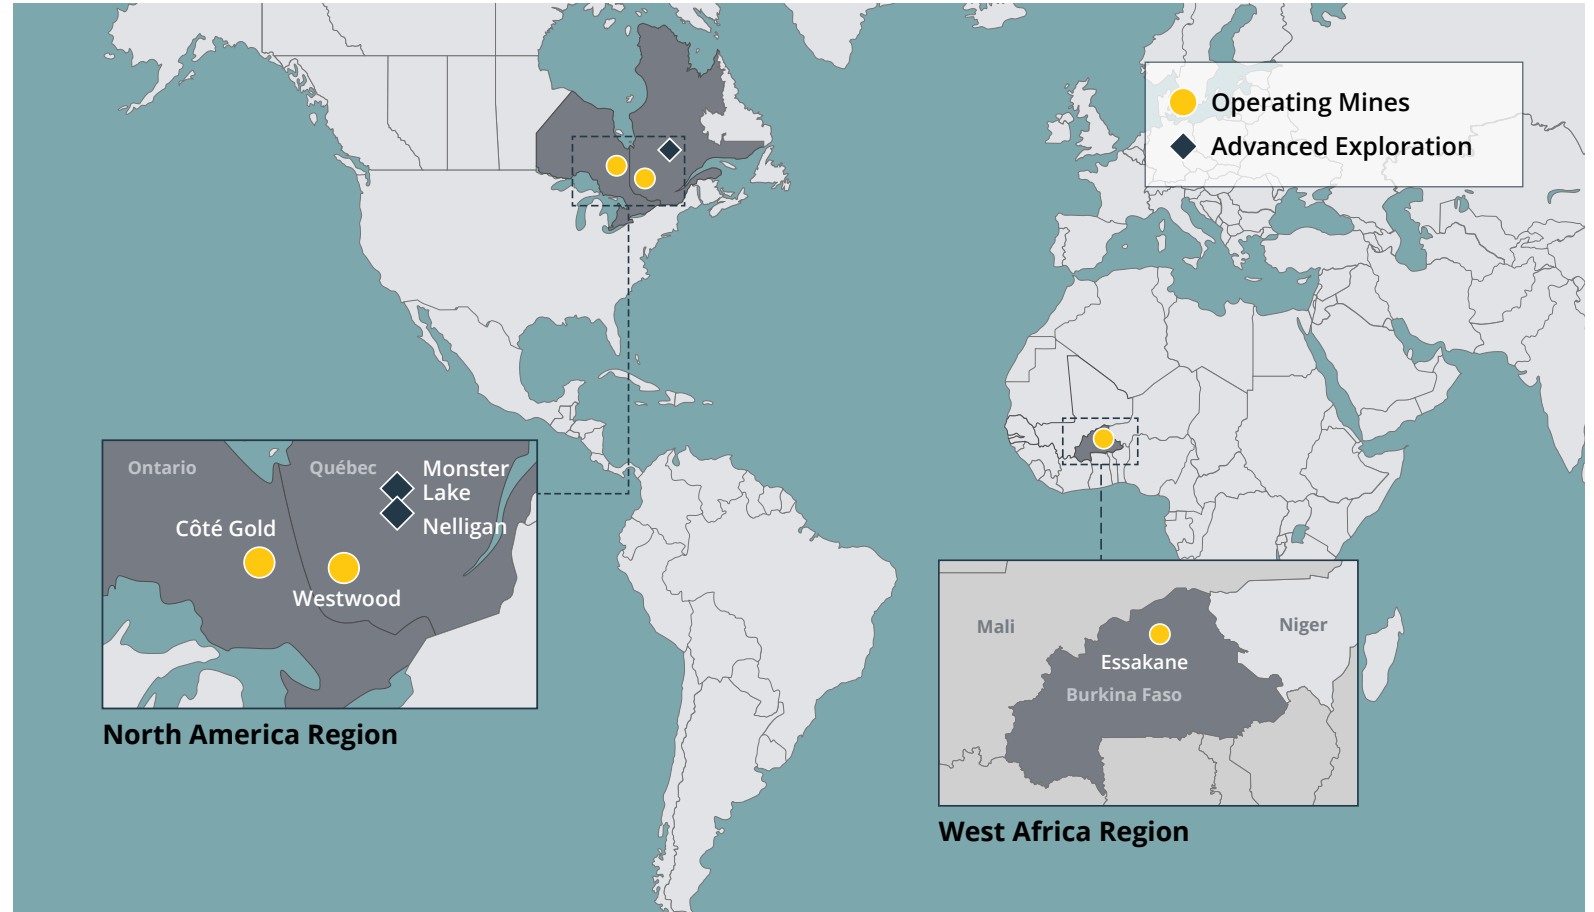 Operating Mines
Advanced Exploration
Ontario
Québec
Monster
Lake
Nelligan
Côté Gold
Westwood
North America Region
Mali
Niger
Essakane
Burkina Faso
West Africa Region